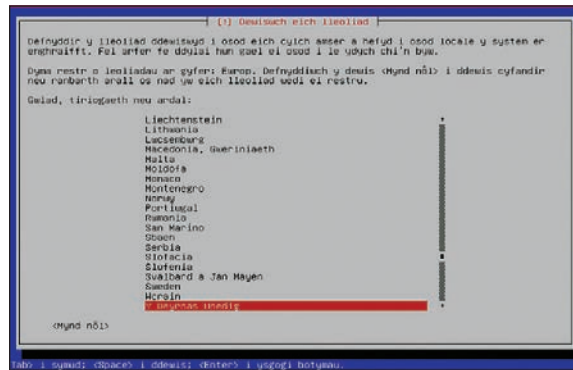 [!] Dewiswch eich lleoliad
Defnyddir y lleoliad ddewiswyd i osod eich cylch amser a hefyd i osod locale y system er
enghraifft. Fel arfer fe ddylai hwn gael ei osod i le ydych chi'n byw.
Dyma restr o leoliadau ar gyfer: Europ. Defnyddiwch y dewis <Mynd nôl> i ddewis cyfandir
neu ranbarth arall os nad yw eich lleoliad wedi ei restru.
Gwlad, tiriogaeth neu ardal:
Liechtenstein
Lithwania
Lwcsemburg
Macedonia, Gweriniaeth
Malta
Moldofa
Monaco
Montenegro
Norwy
Portiwgal
Rwmania
San Marino
Sbaen
Serbia
Slofacia
Slofenia
Svalbard a Jan Mayen
Sweden
Wcrain
Y Deyrnas Unedig
<Mynd nôl>
<Tab> i symud; <Space> i ddewis; <Enter> i ysgogi botymau.